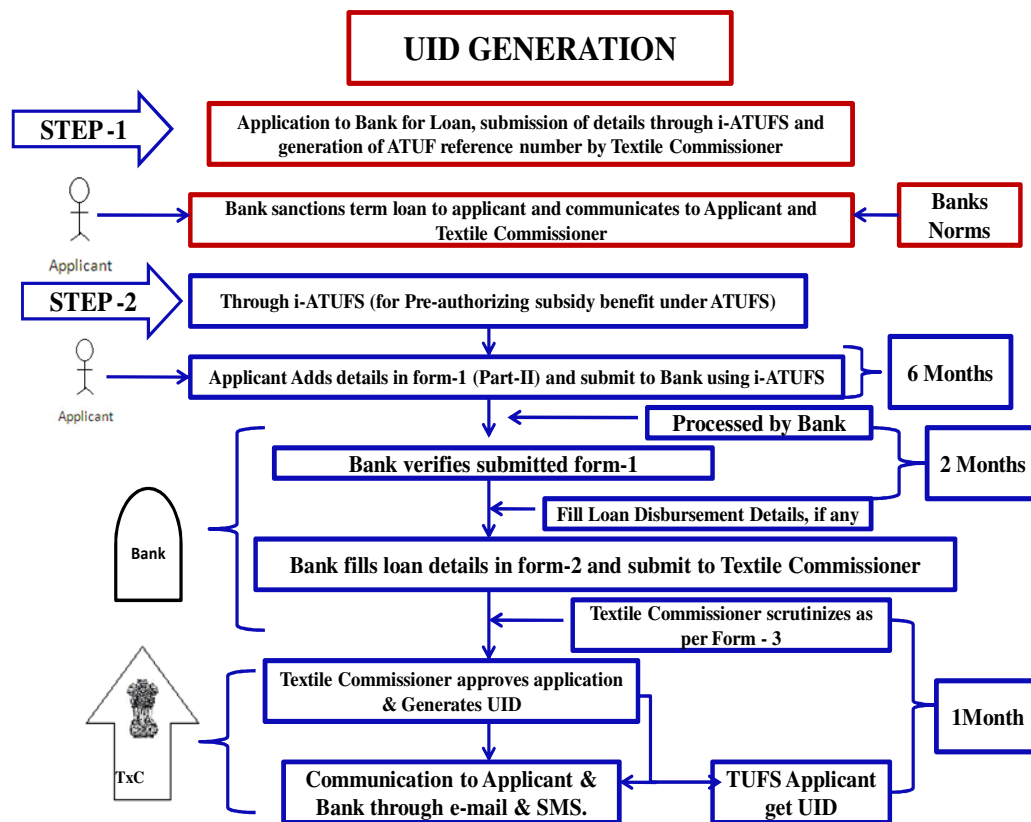 UID GENERATION
STEP -1
Application to Bank for Loan, submission of details through i-ATUFS and
generation of ATUF reference number by Textile Commissioner
Applicant
Bank sanctions term loan to applicant and communicates to Applicant and
Textile Commissioner
Banks
Norms
STEP -2
Through i-ATUFS (for Pre-authorizing subsidy benefit under ATUFS)
Applicant
Applicant Adds details in form-1 (Part-II) and submit to Bank using i-ATUFS
6 Months
Processed by Bank
Bank verifies submitted form-1
2 Months
Fill Loan Disbursement Details, if any
Bank
Bank fills loan details in form-2 and submit to Textile Commissioner
Textile Commissioner scrutinizes as
per Form - 3
Textile Commissioner approves application
& Generates UID
1Month
TxC
Communication to Applicant &
Bank through e-mail & SMS.
TUFS Applicant
get UID